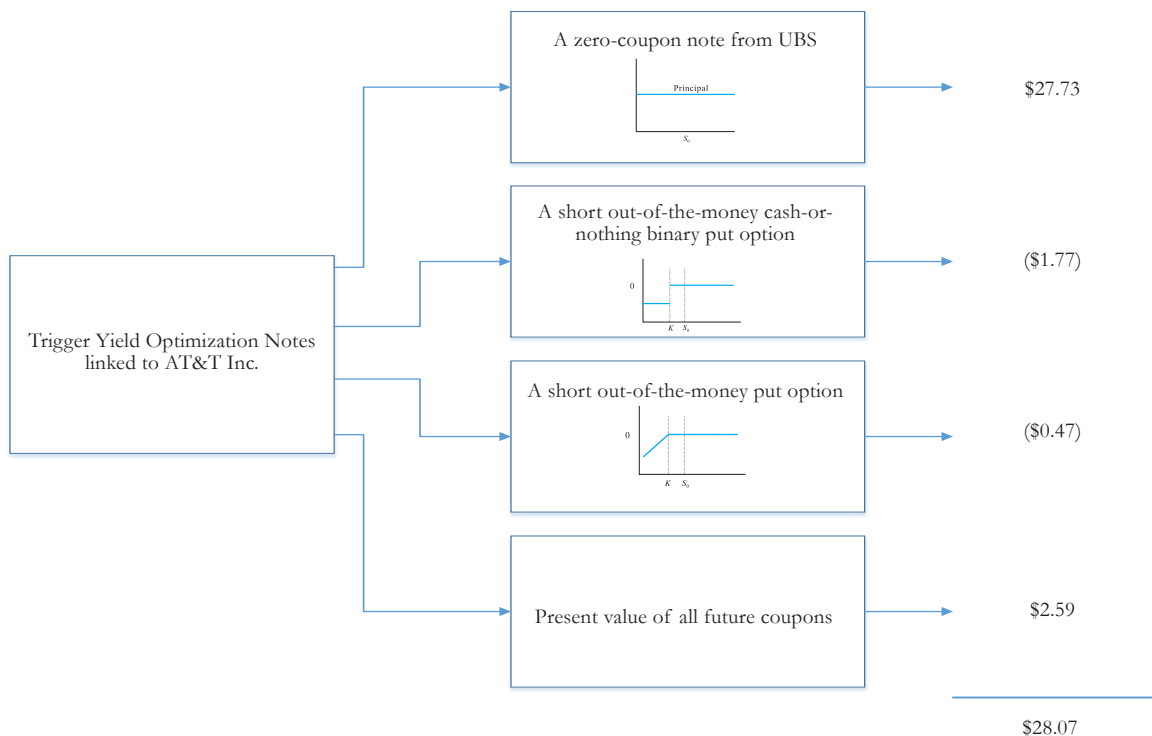 A zero-coupon note from UBS
Principal
S₀
$27.73
A short out-of-the-money cash-or-
nothing binary put option
0
K S₀
($1.77)
Trigger Yield Optimization Notes
linked to AT&T Inc.
A short out-of-the-money put option
0
K S₀
($0.47)
Present value of all future coupons
$2.59
$28.07